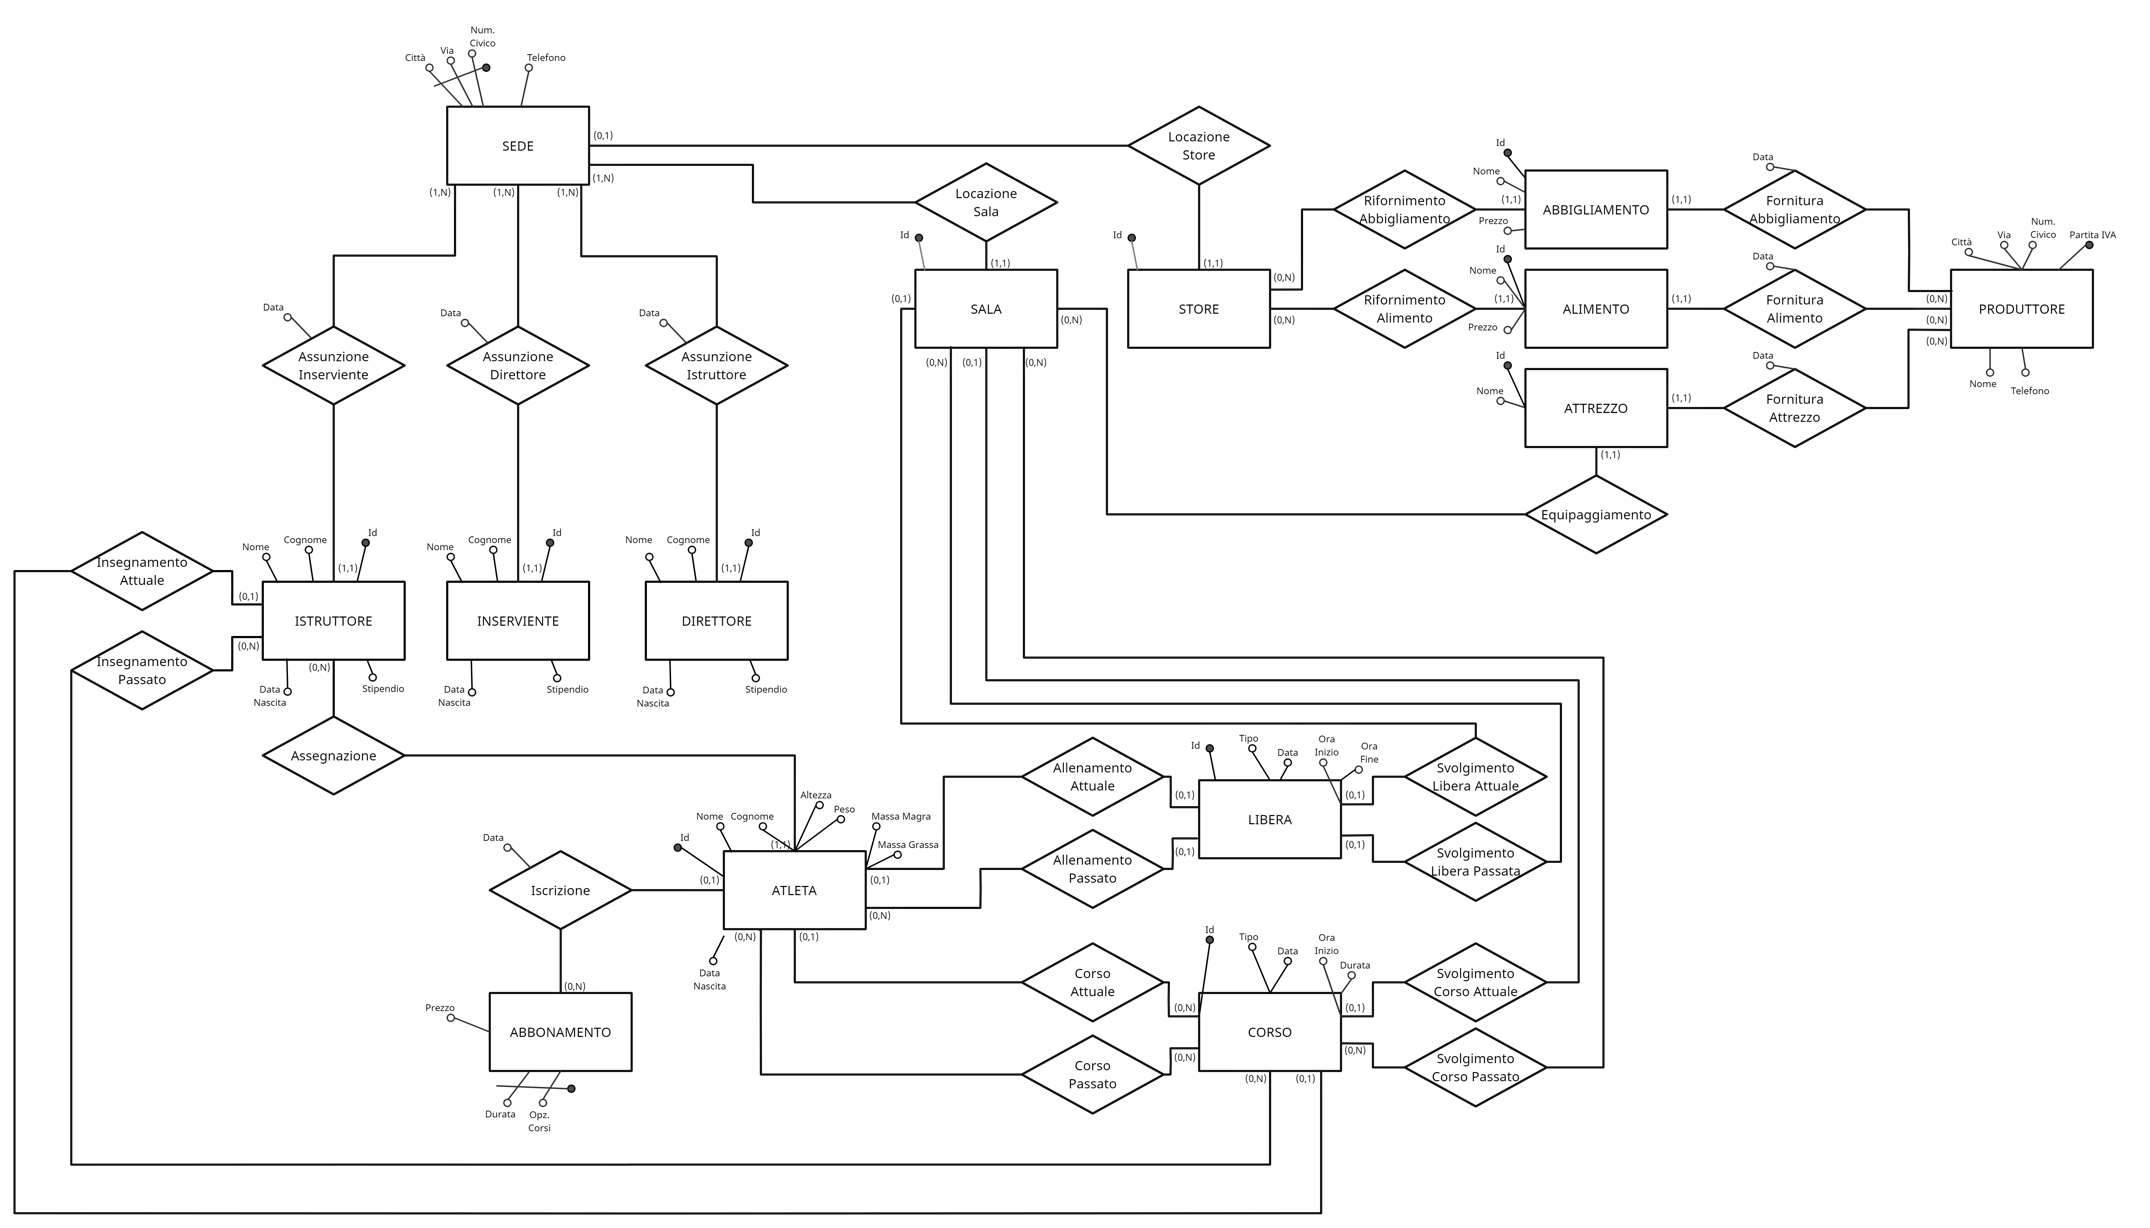 Num.
Civico
Via
Città
Telefono
SEDE
(0,1)
(1,N)
(1,N)
(1,N)
(1,N)
Locazione
Store
Locazione
Sala
Id
(1,1)
SALA
(0,1)
(0,N)
(0,N)
(0,1)
(0,N)
Id
(1,1)
STORE
(0,N)
(0,N)
Rifornimento
Abbigliamento
Rifornimento
Alimento
Id
Nome
(1,1)
Prezzo
ABBIGLIAMENTO
(1,1)
Id
Nome
(1,1)
Prezzo
ALIMENTO
(1,1)
Id
Nome
ATTREZZO
(1,1)
(1,1)
Equipaggiamento
Data
Fornitura
Abbigliamento
Data
Fornitura
Alimento
Data
Fornitura
Attrezzo
Città
Via
Num.
Civico
Partita IVA
(0,N)
(0,N)
(0,N)
PRODUTTORE
Nome
Telefono
Data
Assunzione
Inserviente
Data
Assunzione
Direttore
Data
Assunzione
Istruttore
Insegnamento
Attuale
Insegnamento
Passato
Nome
Cognome
Id
(1,1)
(0,1)
(0,N)
ISTRUTTORE
(0,N)
Data
Nascita
Stipendio
Nome
Cognome
Id
(1,1)
INSERVIENTE
Data
Nascita
Stipendio
Nome
Cognome
Id
(1,1)
DIRETTORE
Data
Nascita
Stipendio
Assegnazione
Data
Iscrizione
Id
Nome
Cognome
Altezza
Peso
Massa Magra
Massa Grassa
(1,1)
(0,1)
ATLETA
(0,1)
(0,N)
(0,N)
(0,1)
Data
Nascita
(0,N)
Prezzo
ABBONAMENTO
Durata
Opz.
Corsi
Allenamento
Attuale
Allenamento
Passato
Corso
Attuale
Corso
Passato
Id
Tipo
Data
Ora
Inizio
Ora
Fine
(0,1)
(0,1)
LIBERA
(0,1)
(0,1)
Svolgimento
Libera Attuale
Svolgimento
Libera Passata
Id
Tipo
Data
Ora
Inizio
Durata
(0,N)
(0,N)
CORSO
(0,1)
(0,N)
(0,N)
(0,1)
Svolgimento
Corso Attuale
Svolgimento
Corso Passato